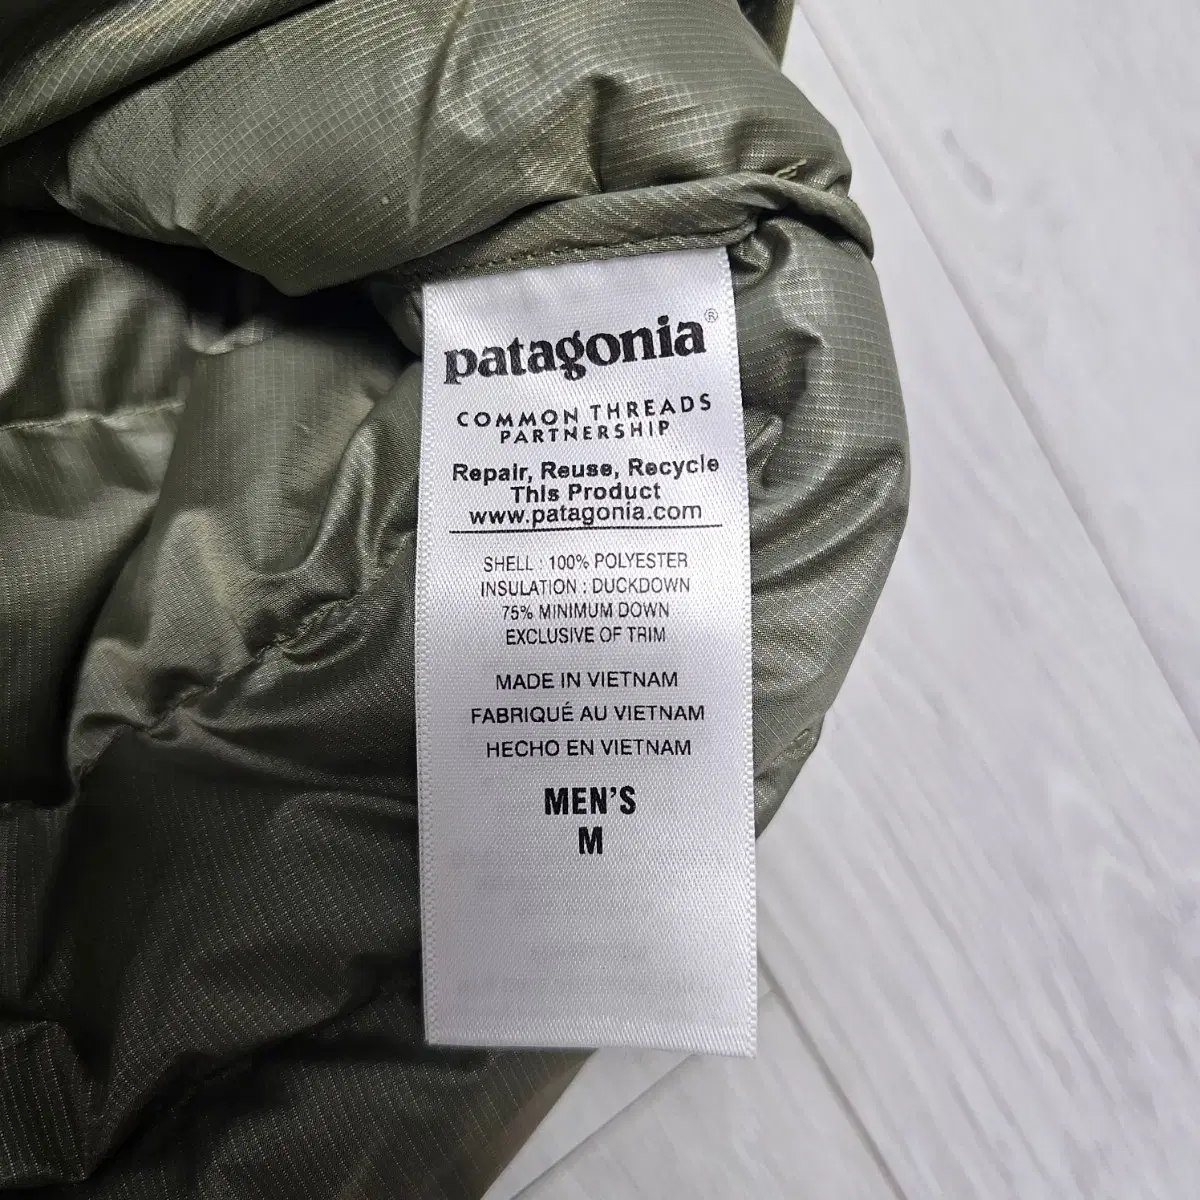 patagonia®
COMMON THREADS
PARTNERSHIP
Repair, Reuse, Recycle
This Product
www.patagonia.com
SHELL : 100% POLYESTER
INSULATION : DUCKDOWN
75% MINIMUM DOWN
EXCLUSIVE OF TRIM
MADE IN VIETNAM
FABRIQUÉ AU VIETNAM
HECHO EN VIETNAM
MEN'S
M